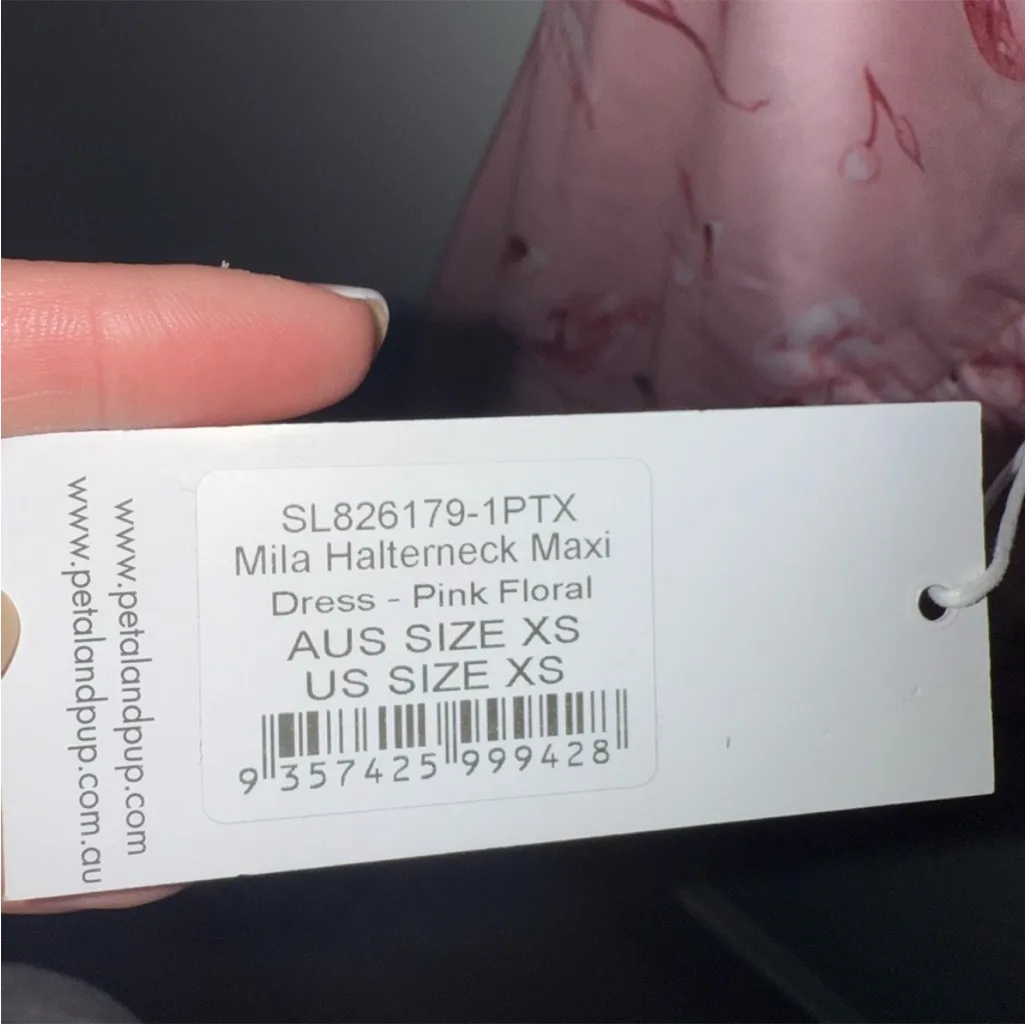 www.petalandpup.com
www.petalandpup.com.au
SL826179-1PTX
Mila Halterneck Maxi
Dress - Pink Floral
AUS SIZE XS
US SIZE XS
9 357425 999428